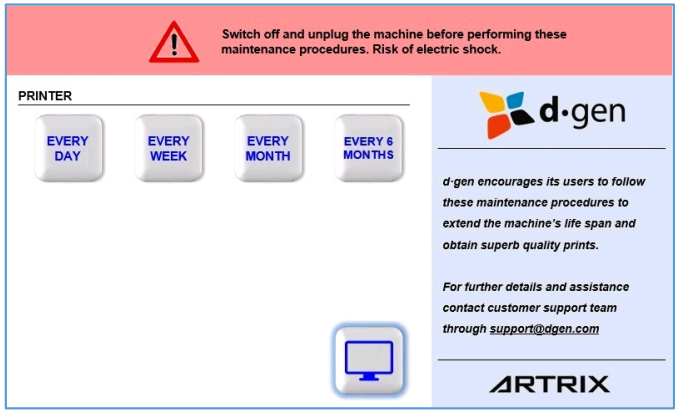 Switch off and unplug the machine before performing these
maintenance procedures. Risk of electric shock.
PRINTER
EVERY
DAY
EVERY
WEEK
EVERY
MONTH
EVERY 6
MONTHS
d·gen
d·gen encourages its users to follow
these maintenance procedures to
extend the machine's life span and
obtain superb quality prints.
For further details and assistance
contact customer support team
through support@dgen.com
ARTRIX